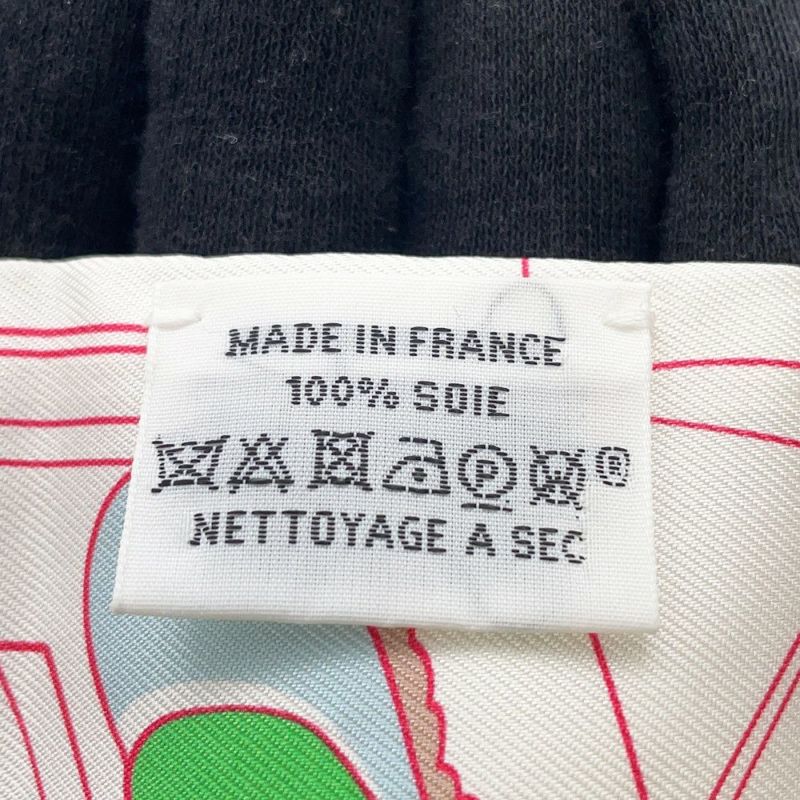 MADE IN FRANCE
100% SOIE
P ®
NETTOYAGE A SEC